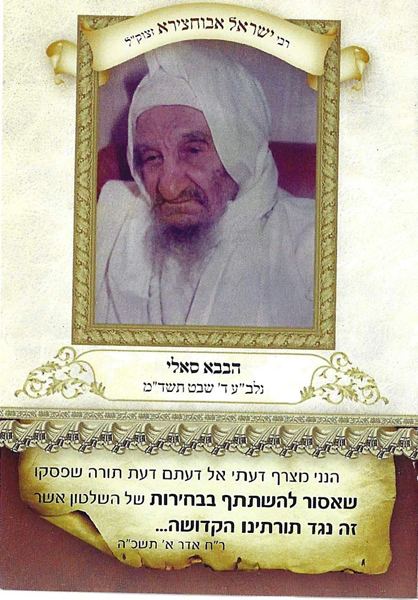 רבי ישראל אבוחצירא זצוק"ל
הבבא סאלי
נלב"ע ד' שבט תשד"מ
הנני מצרף דעתי אל דעתם דעת תורה שפסקו
שאסור להשתתף בבחירות של השלטון אשר
זה נגד תורתינו הקדושה...
ר"ח אדר א' תשכ"ה